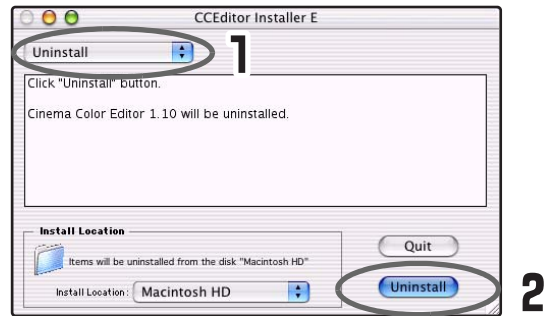 CCEditor Installer E
Uninstall
1
Click "Uninstall" button.
Cinema Color Editor 1.10 will be uninstalled.
Install Location
Items will be uninstalled from the disk "Macintosh HD"
Install Location: Macintosh HD
Quit
Uninstall
2